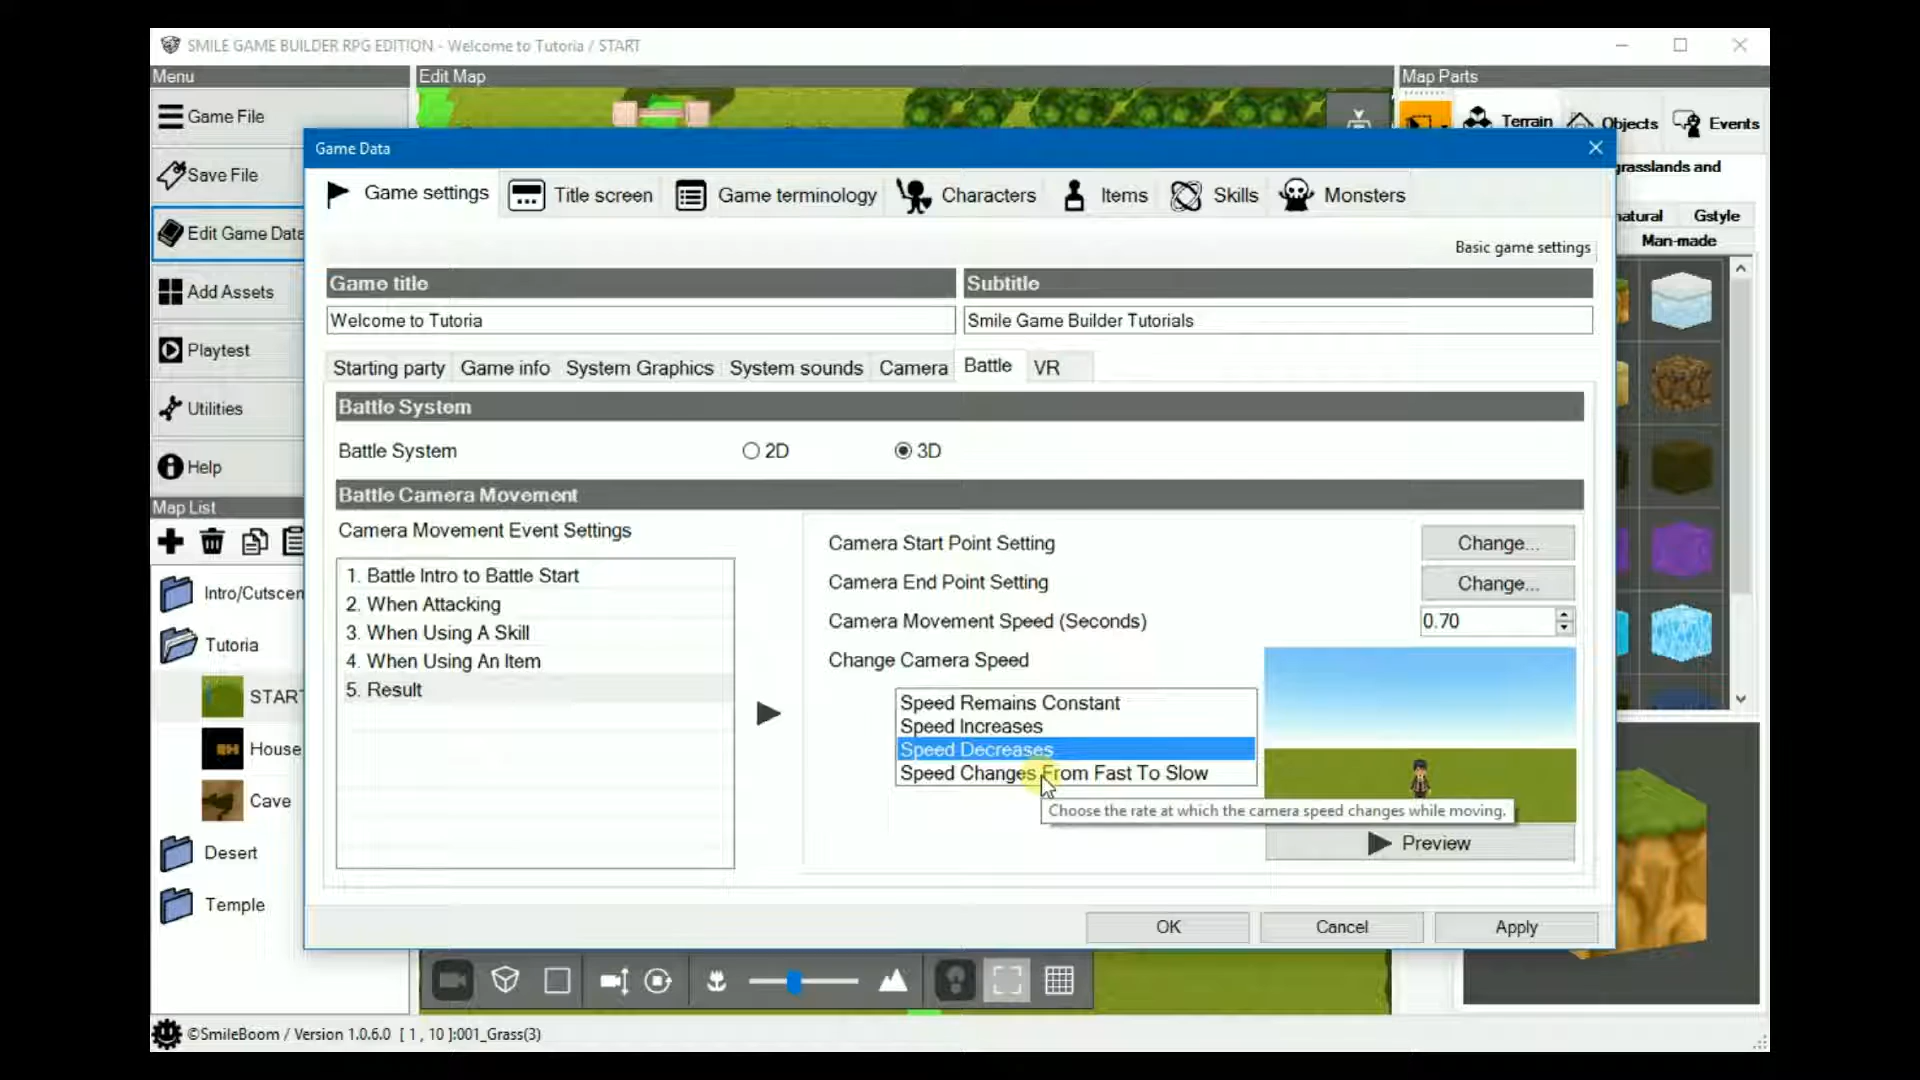 SMILE GAME BUILDER RPG EDITION - Welcome to Tutoria / START
Menu
Edit Map
Map Parts
Game File
Save File
Edit Game Data
Add Assets
Playtest
Utilities
Help
Terrain
Objects
Events
grasslands and
natural
Gstyle
Man-made
Game Data
Game settings
Title screen
Game terminology
Characters
Items
Skills
Monsters
Basic game settings
Game title
Subtitle
Welcome to Tutoria
Smile Game Builder Tutorials
Starting party
Game info
System Graphics
System sounds
Camera
Battle
VR
Battle System
Battle System
2D
3D
Battle Camera Movement
Camera Movement Event Settings
1. Battle Intro to Battle Start
2. When Attacking
3. When Using A Skill
4. When Using An Item
5. Result
Camera Start Point Setting
Change...
Camera End Point Setting
Change...
Camera Movement Speed (Seconds)
0.70
Change Camera Speed
Speed Remains Constant
Speed Increases
Speed Decreases
Speed Changes From Fast To Slow
Choose the rate at which the camera speed changes while moving.
Preview
OK
Cancel
Apply
Map List
Intro/Cutscen
Tutoria
START
House
Cave
Desert
Temple
©SmileBoom / Version 1.0.6.0 [ 1 , 10 ]:001_Grass(3)